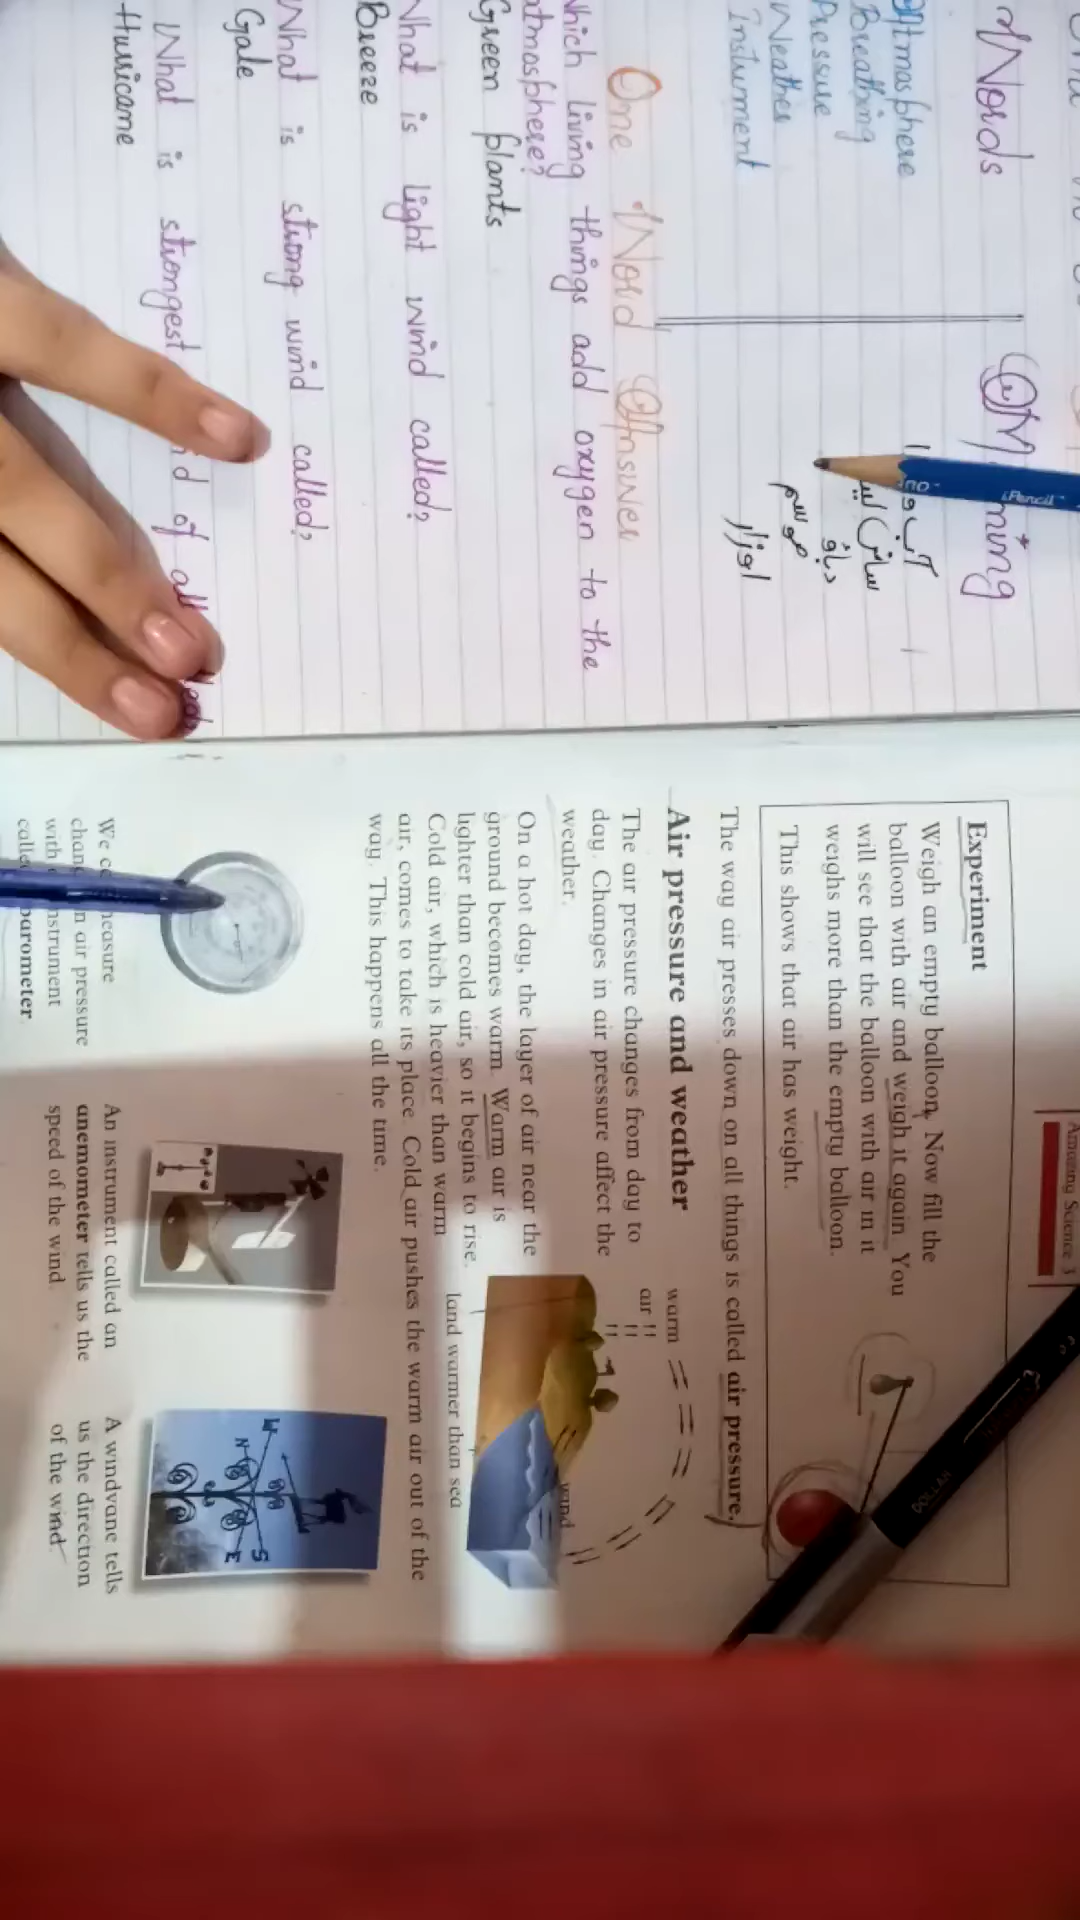 Words
Meaning
Atmosphere
آب و
Breathing
سانس لی
Pressure
دباؤ
Weather
موسم
Instrument
اوزار
One Word Answer
Which living things add oxygen to the
atmosphere?
Green plants
What is light wind called?
Breeze
What is strong wind called?
Gale
What is strongest of all
Hurricane
iPencil
Amazing Science 3
Experiment
Weigh an empty balloon. Now fill the
balloon with air and weigh it again. You
will see that the balloon with air in it
weighs more than the empty balloon.
This shows that air has weight.
DOLLAR
The way air presses down on all things is called air pressure.
Air pressure and weather
The air pressure changes from day to
day. Changes in air pressure affect the
weather.
On a hot day, the layer of air near the
ground becomes warm. Warm air is
lighter than cold air, so it begins to rise.
Cold air, which is heavier than warm
air, comes to take its place. Cold air pushes the warm air out of the
way. This happens all the time.
warm
air
wind
land warmer than sea
W
N
S
E
We measure
air pressure
with
barometer.
An instrument called an
anemometer tells us the
speed of the wind.
A windvane tells
us the direction
of the wind